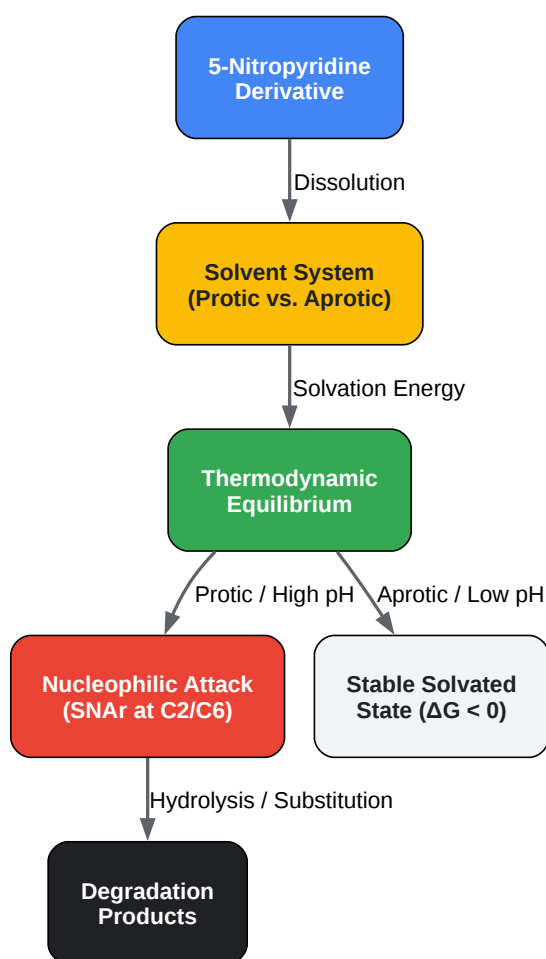 5-Nitropyridine
Derivative
Dissolution
Solvent System
(Protic vs. Aprotic)
Solvation Energy
Thermodynamic
Equilibrium
Protic / High pH
Aprotic / Low pH
Nucleophilic Attack
(SNAr at C2/C6)
Stable Solvated
State (ΔG < 0)
Hydrolysis / Substitution
Degradation
Products